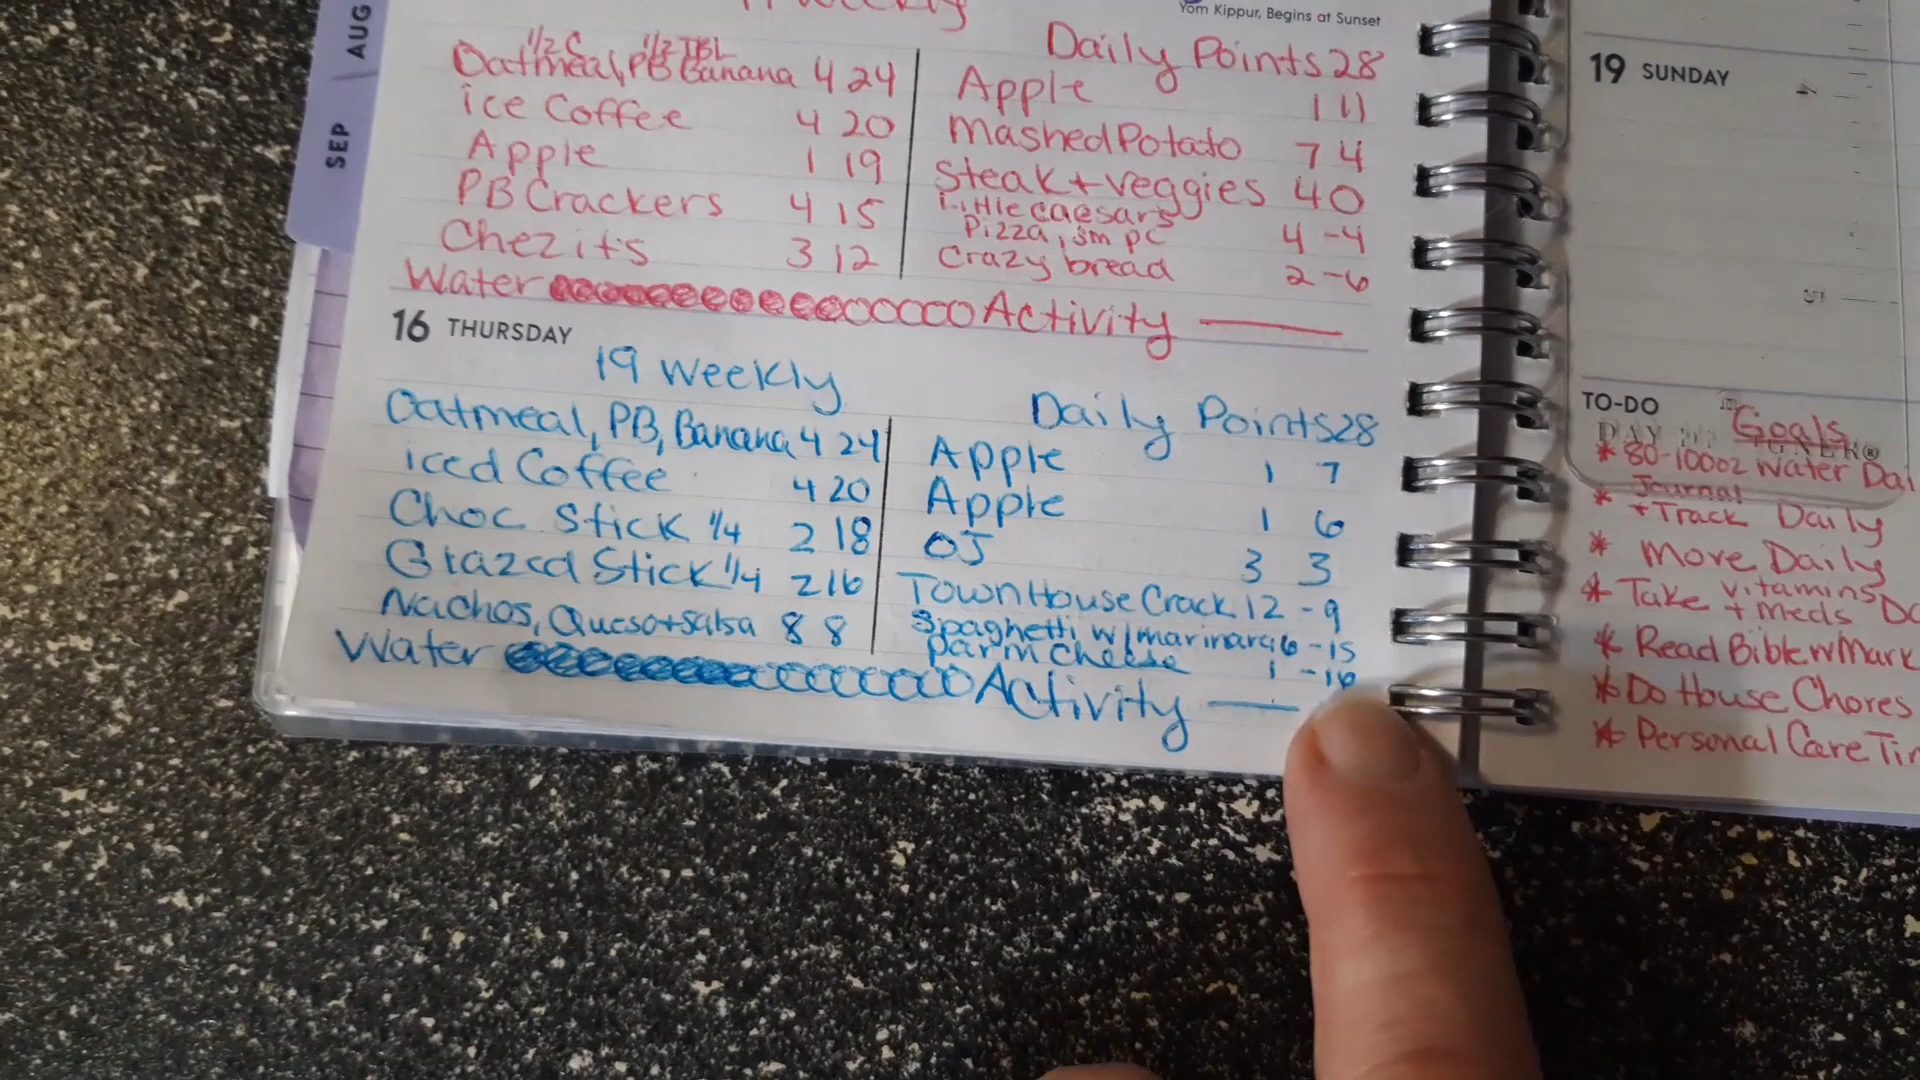 AUG
SEP
Weekly
Yom Kippur, Begins at Sunset
Daily Points 28
1/2 C 1/2 TBL
Oatmeal, PB Banana 4 24
ice Coffee 4 20
Apple 1 19
PB Crackers 4 15
Chezits 3 12
Apple 1 11
Mashed Potato 7 4
Steak + veggies 4 0
Little caesars
Pizza, sm pc 4 -4
Crazy bread 2 -6
Water Activity
16 THURSDAY
19 Weekly
Daily Points 28
Oatmeal, PB, Banana 4 24
iced Coffee 4 20
Choc Stick 1/4 2 18
Glazed Stick 1/4 2 16
Nachos, Queso + Salsa 8 8
Apple 1 7
Apple 1 6
OJ 3 3
Town House Crack 12 -9
Spaghetti w/marinara 6 -15
parm cheese 1 -16
Water Activity
19 SUNDAY
TO-DO
Goals
DAY
* 80-100oz Water Dai
Journal
* + Track Daily
* Move Daily
* Take Vitamins
+ Meds
* Read Bible w Mark
* Do House Chores
* Personal Care Tim